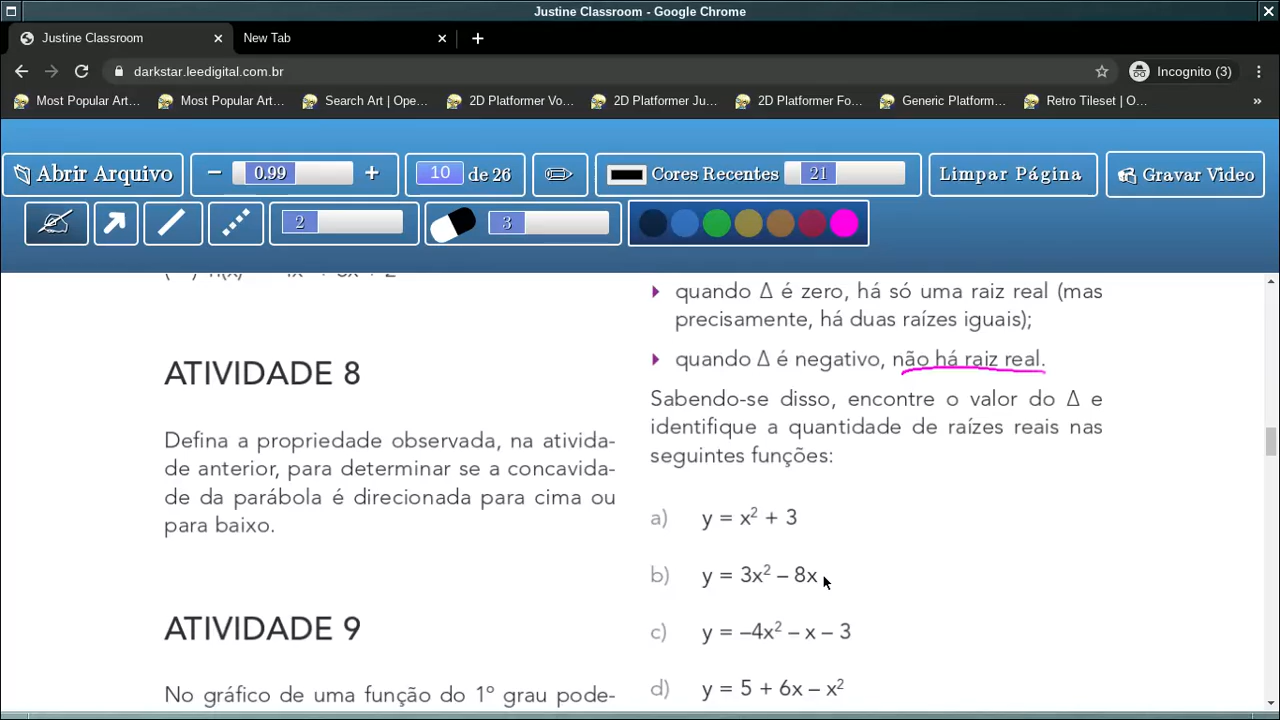 Justine Classroom - Google Chrome
Justine Classroom
New Tab
darkstar.leedigital.com.br
Incognito (3)
Most Popular Art...
Most Popular Art...
Search Art | Ope...
2D Platformer Vo...
2D Platformer Ju...
2D Platformer Fo...
Generic Platform...
Retro Tileset | O...
»
Abrir Arquivo
− 0.99 +
10 de 26
Cores Recentes
21
Limpar Página
Gravar Video
2
3
ATIVIDADE 8
Defina a propriedade observada, na ativida-
de anterior, para determinar se a concavida-
de da parábola é direcionada para cima ou
para baixo.
ATIVIDADE 9
No gráfico de uma função do 1º grau pode-
quando Δ é zero, há só uma raiz real (mas
precisamente, há duas raízes iguais);
quando Δ é negativo, não há raiz real.
Sabendo-se disso, encontre o valor do Δ e
identifique a quantidade de raízes reais nas
seguintes funções:
a) y = x² + 3
b) y = 3x² – 8x
c) y = –4x² – x – 3
d) y = 5 + 6x – x²